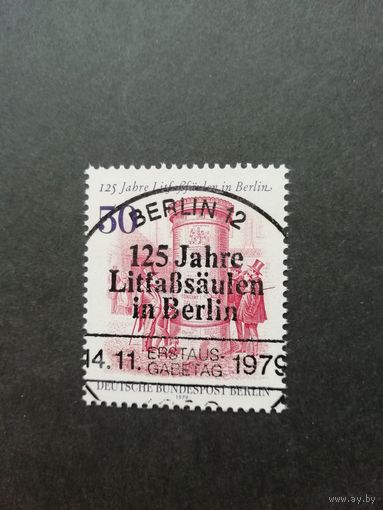 125 Jahre Litfaßsäulen in Berlin
50
BERLIN 12
125 Jahre
Litfaßsäulen
in Berlin
14.11. ERSTAUS-
GABETAG 1979
DEUTSCHE BUNDESPOST BERLIN
1979
www.ay.by